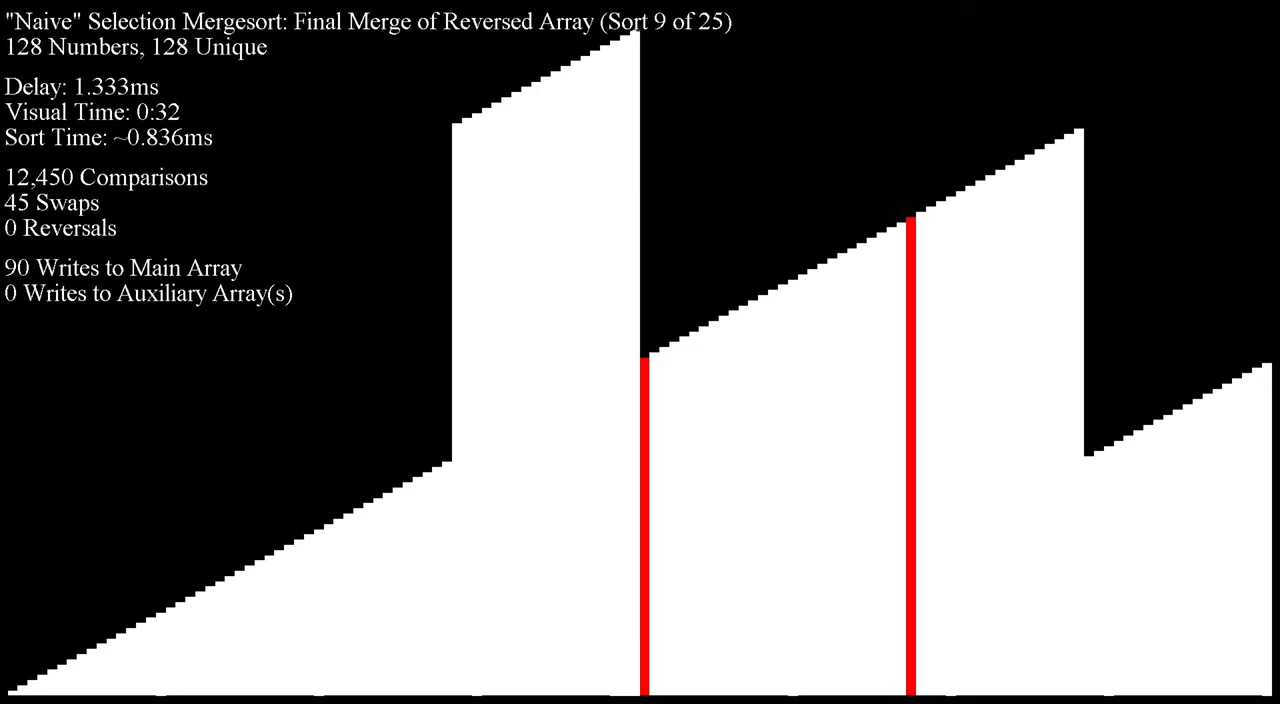 "Naive" Selection Mergesort: Final Merge of Reversed Array (Sort 9 of 25)
128 Numbers, 128 Unique
Delay: 1.333ms
Visual Time: 0:32
Sort Time: ~0.836ms
12,450 Comparisons
45 Swaps
0 Reversals
90 Writes to Main Array
0 Writes to Auxiliary Array(s)